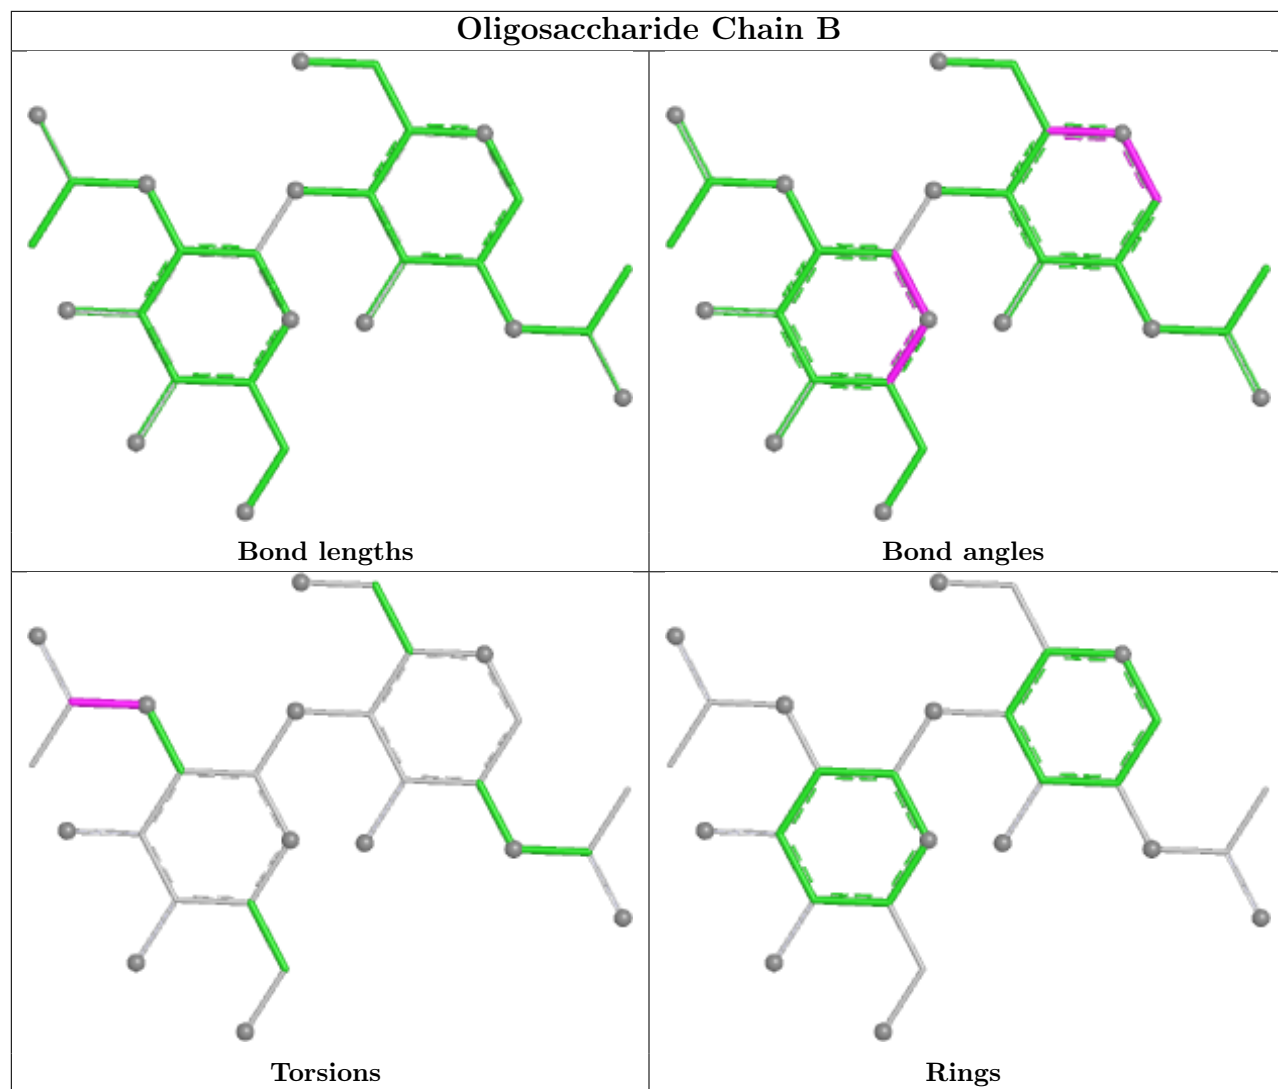 Oligosaccharide Chain B
Bond lengths
Bond angles
Torsions
Rings